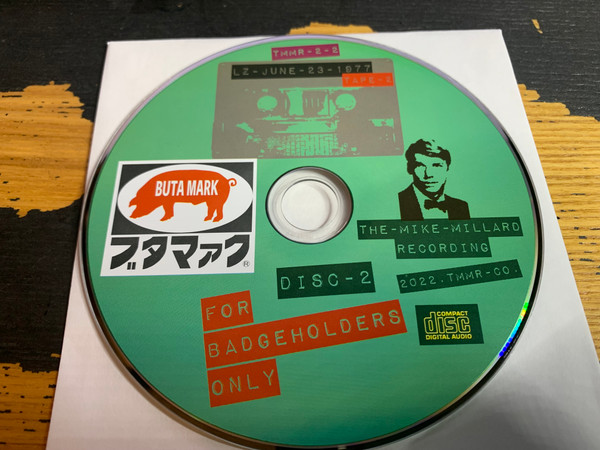 TMMR-2-2
LZ-JUNE-23-1977
TAPE-2
BUTA MARK
ブタマァク
®
THE-MIKE-MILLARD
RECORDING
DISC-2
2022.TMMR-CO.
FOR
BADGEHOLDERS
ONLY
COMPACT
disc
DIGITAL AUDIO